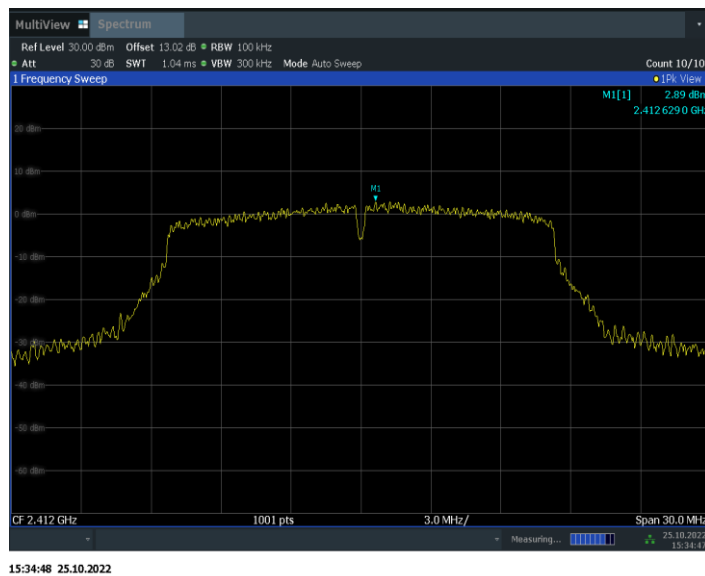 MultiView Spectrum
Ref Level 30.00 dBm Offset 13.02 dB RBW 100 kHz
Att 30 dB SWT 1.04 ms VBW 300 kHz Mode Auto Sweep Count 10/10
1 Frequency Sweep 1Pk View
M1[1] 2.89 dBm
2.412 629 0 GHz
20 dBm
10 dBm
M1
0 dBm
-10 dBm
-20 dBm
-30 dBm
-40 dBm
-50 dBm
-60 dBm
CF 2.412 GHz 1001 pts 3.0 MHz/ Span 30.0 MHz
Measuring... 25.10.2022
15:34:47
15:34:48 25.10.2022